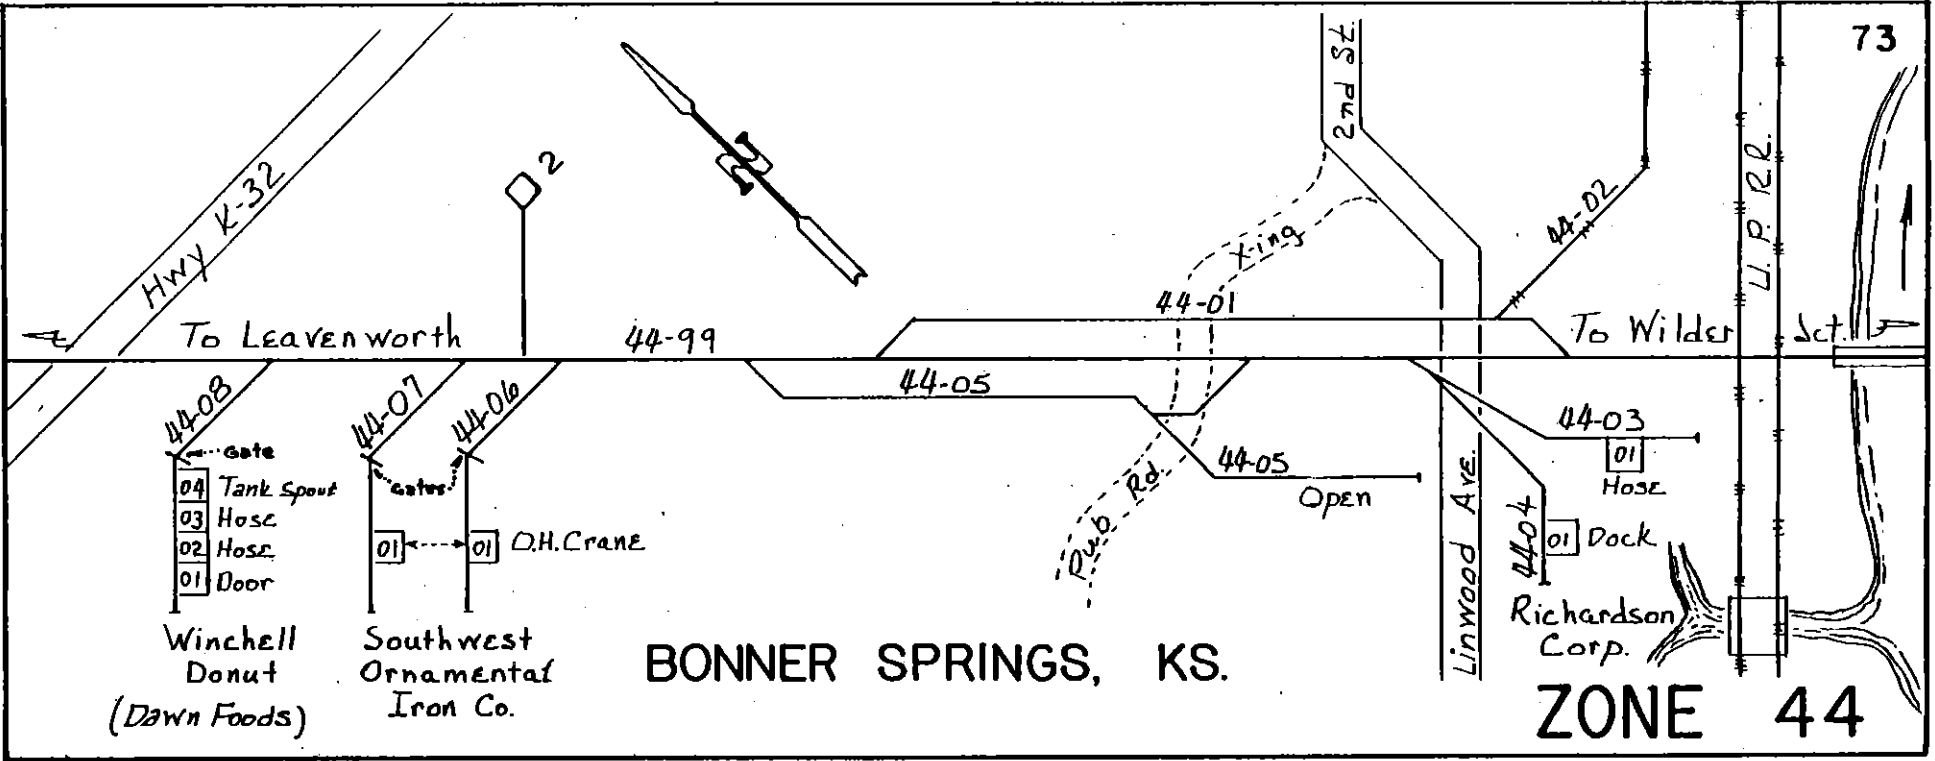 73
2nd St.
Hwy K-32
2
N
44-02
U.P.R.R.
X-ing
44-01
To Leavenworth
44-99
To Wilder Jct.
44-08
44-07
44-06
44-05
44-03
Gate
Gates
04 Tank Spout
03 Hose
02 Hose
01 Door
01
01 O.H. Crane
Pub Rd.
44-05
Open
Linwood Ave.
01
Hose
44-04
01 Dock
Winchell
Donut
(Dawn Foods)
Southwest
Ornamental
Iron Co.
Richardson
Corp.
BONNER SPRINGS, KS.
ZONE 44